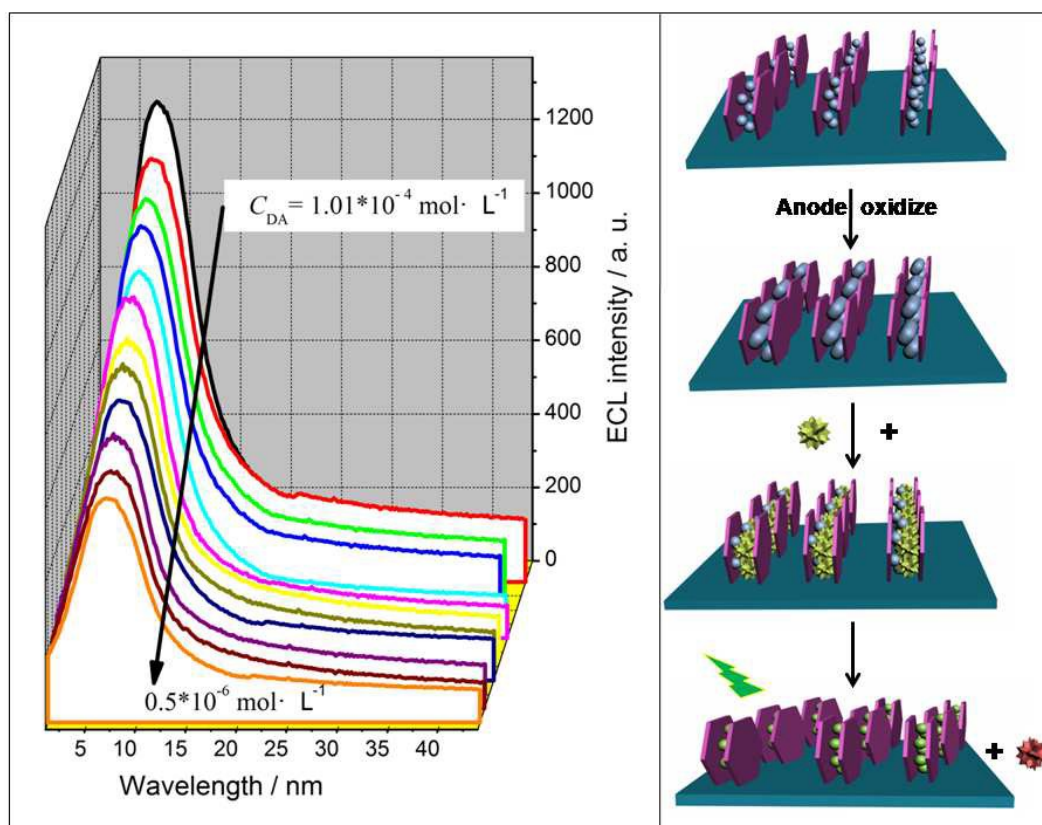 1200
1000
800
600
400
200
0
ECL intensity / a. u.
C_DA = 1.01*10⁻⁴ mol· L⁻¹
0.5*10⁻⁶ mol· L⁻¹
5 10 15 20 25 30 35 40
Wavelength / nm
Anode oxidize
+
+